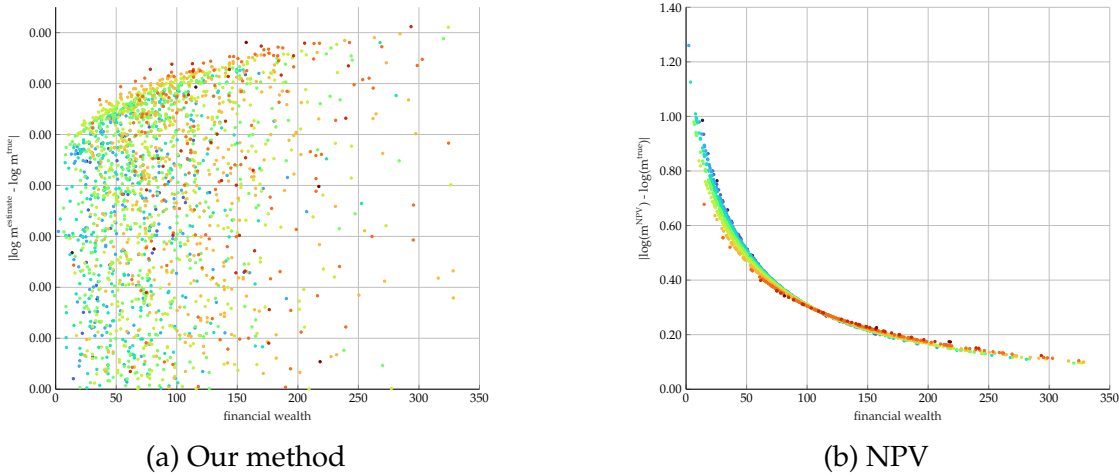 0.00
0.00
0.00
0.00
0.00
0.00
0.00
0.00
|log m^estimate - log m^true|
0 50 100 150 200 250 300 350
financial wealth
(a) Our method
1.40
1.20
1.00
0.80
0.60
0.40
0.20
0.00
||log(m^NPV) - log(m^true)|
0 50 100 150 200 250 300 350
financial wealth
(b) NPV